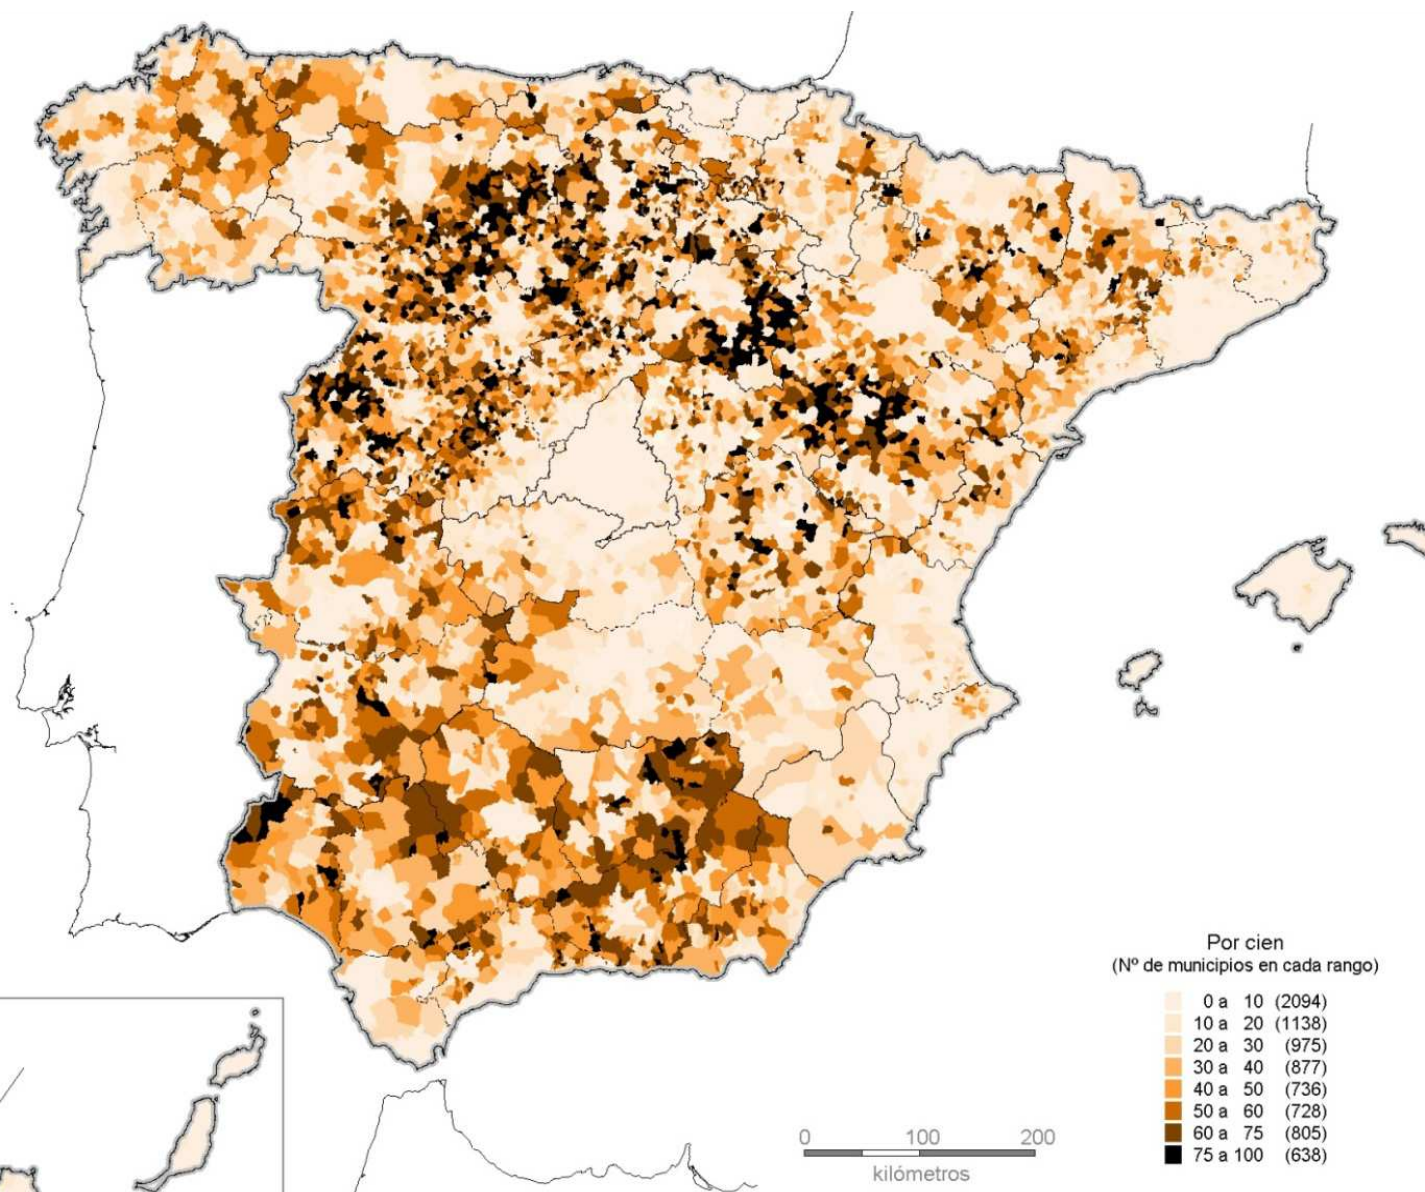 Por cien
(Nº de municipios en cada rango)
0 a 10 (2094)
10 a 20 (1138)
20 a 30 (975)
30 a 40 (877)
40 a 50 (736)
50 a 60 (728)
60 a 75 (805)
75 a 100 (638)
0 100 200
kilómetros